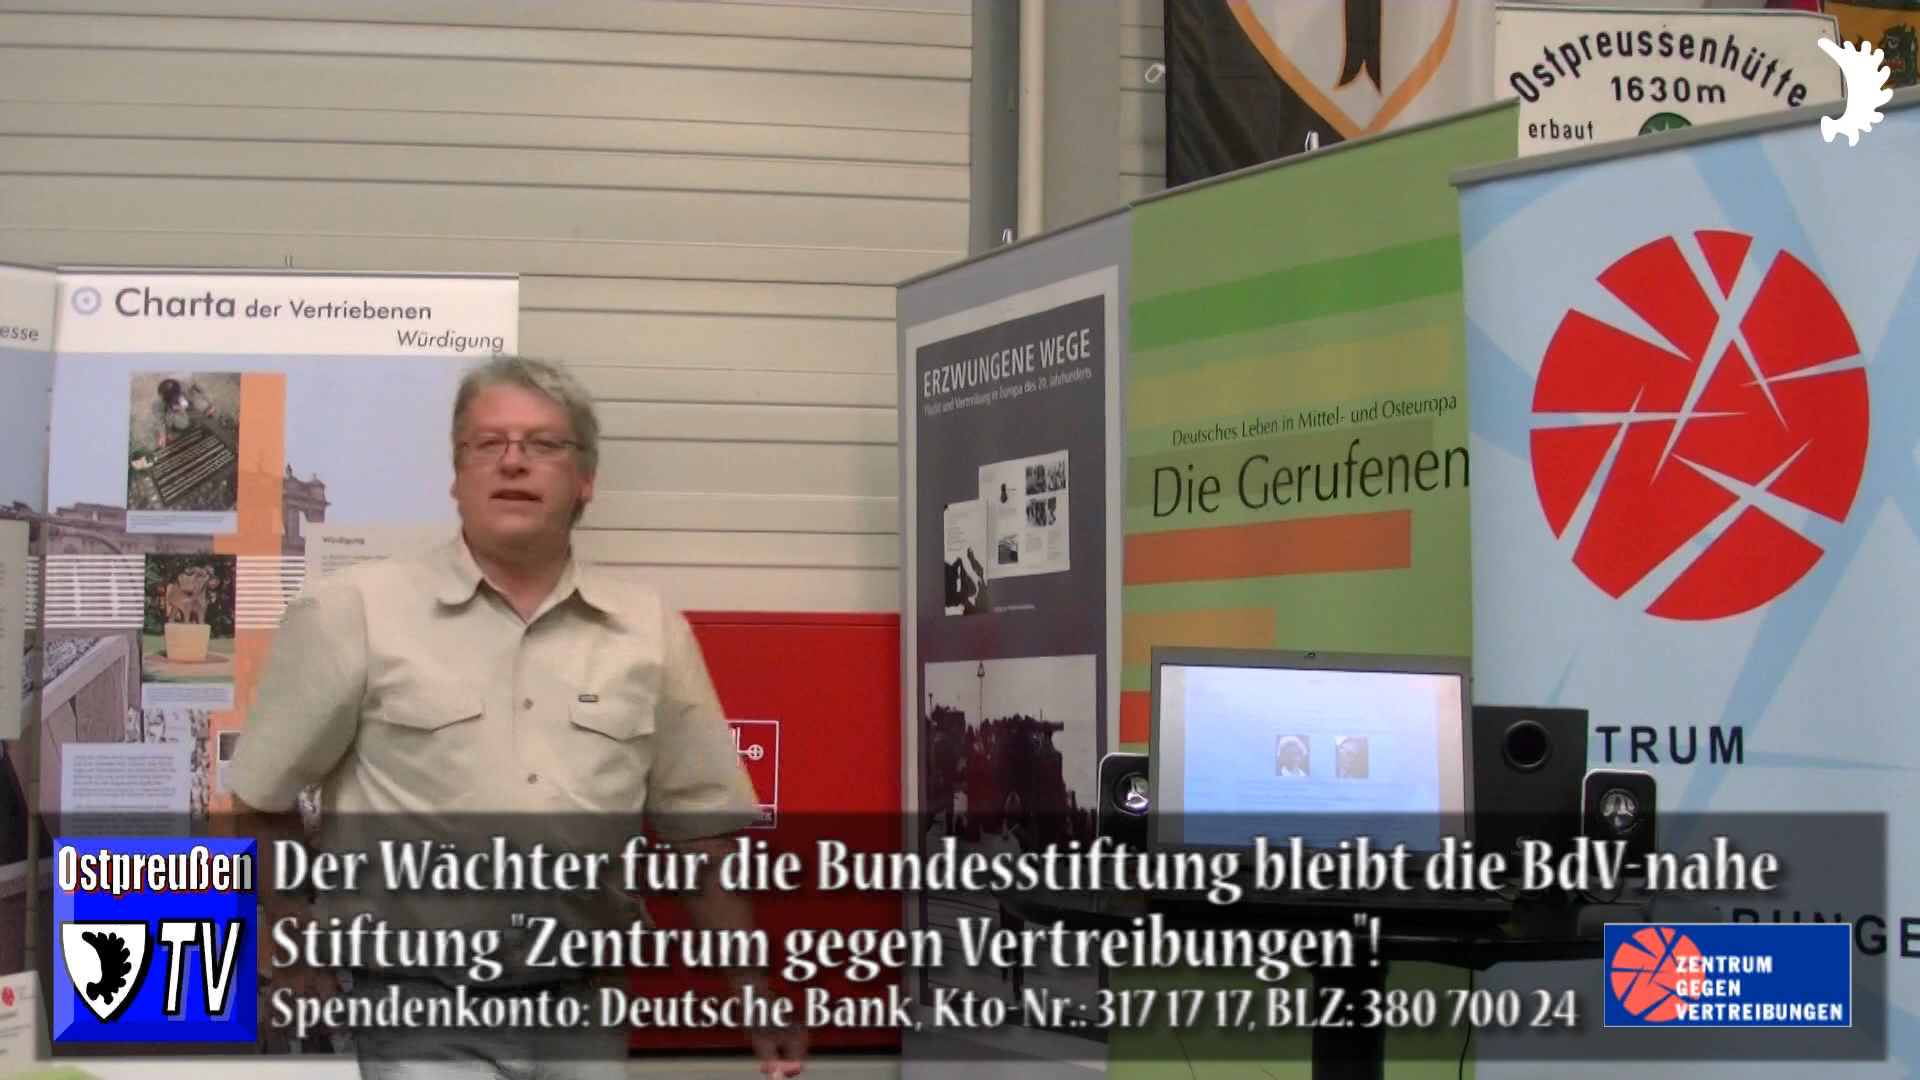 Ostpreussenhütte
1630m
erbaut
esse
Charta der Vertriebenen
Würdigung
Würdigung
ERZWUNGENE WEGE
Flucht und Vertreibung in Europa des 20. Jahrhunderts
Deutsches Leben in Mittel- und Osteuropa
Die Gerufenen
TRUM
Ostpreußen
TV
Der Wächter für die Bundesstiftung bleibt die BdV-nahe
Stiftung "Zentrum gegen Vertreibungen"!
Spendenkonto: Deutsche Bank, Kto-Nr.: 317 17 17, BLZ: 380 700 24
ZENTRUM
GEGEN
VERTREIBUNGEN